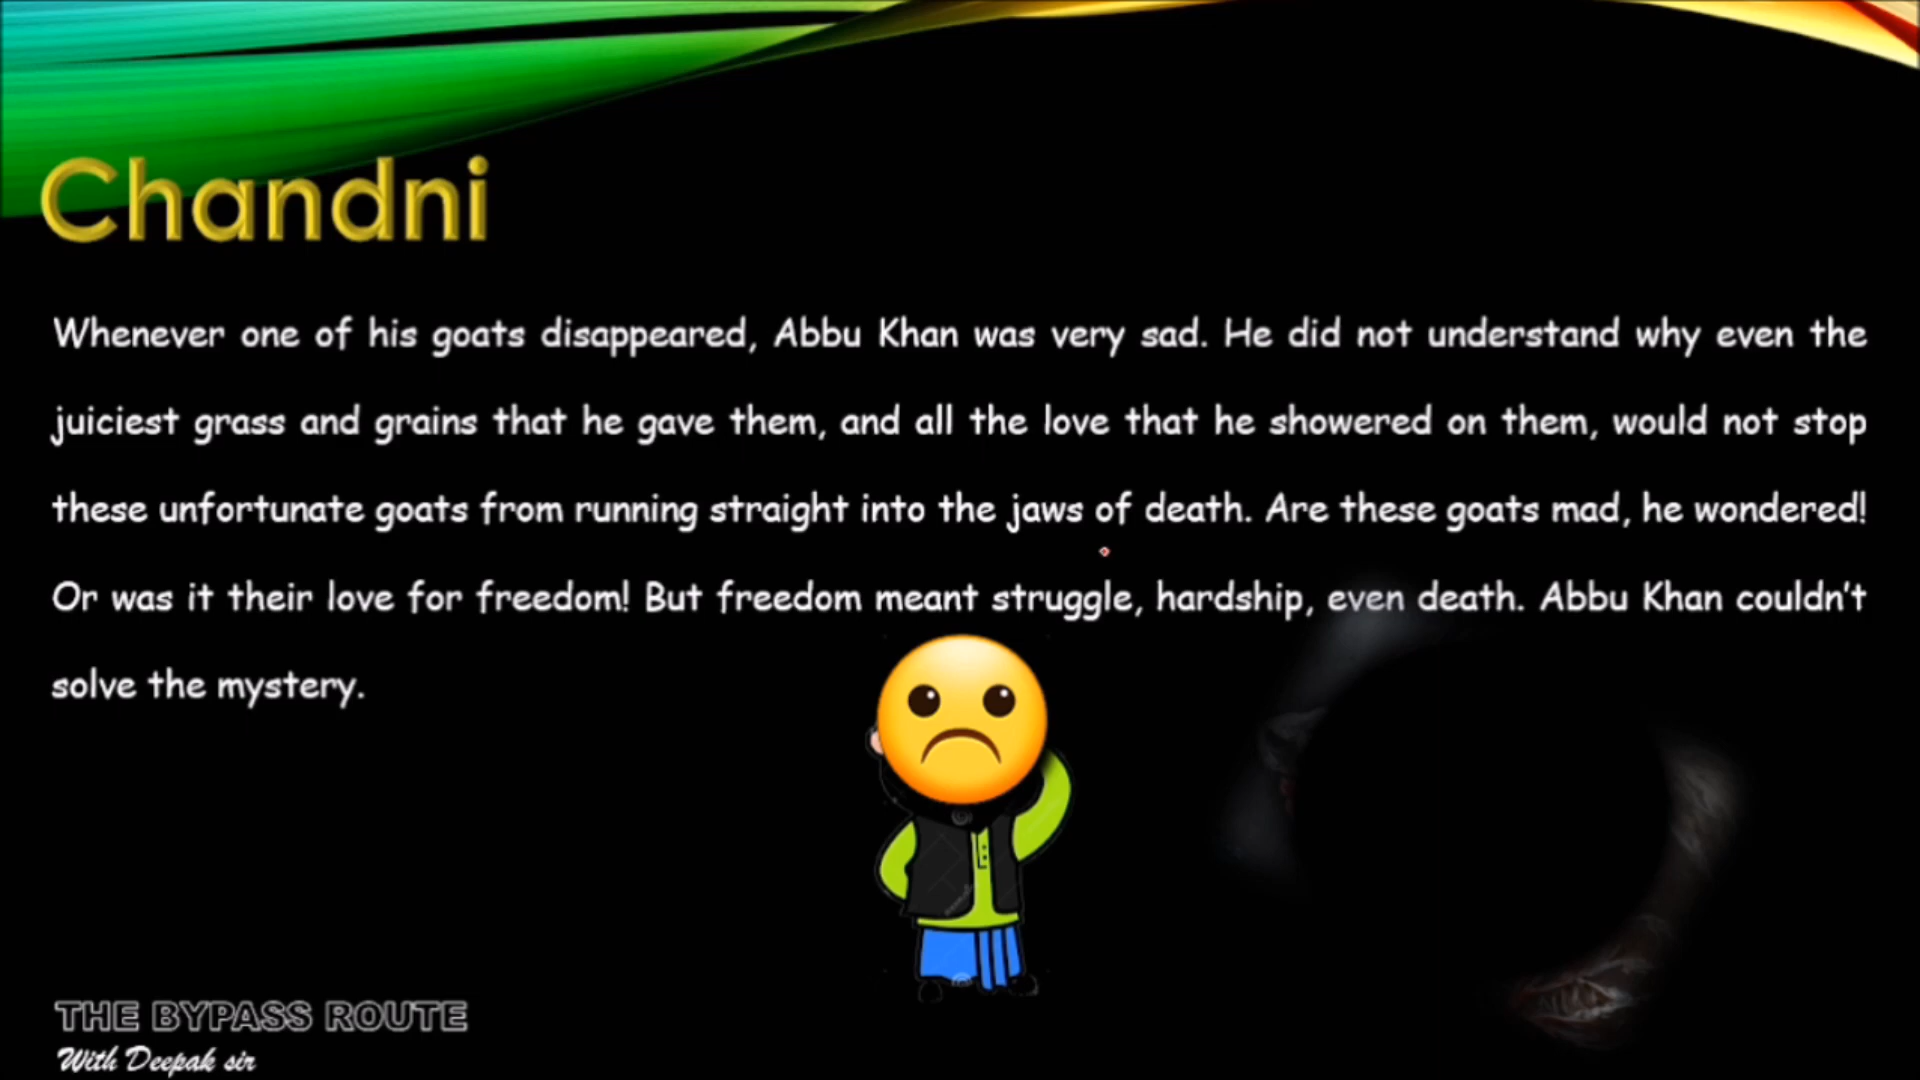 Chandni
Whenever one of his goats disappeared, Abbu Khan was very sad. He did not understand why even the
juiciest grass and grains that he gave them, and all the love that he showered on them, would not stop
these unfortunate goats from running straight into the jaws of death. Are these goats mad, he wondered!
Or was it their love for freedom! But freedom meant struggle, hardship, even death. Abbu Khan couldn't
solve the mystery.
THE BYPASS ROUTE
With Deepak sir